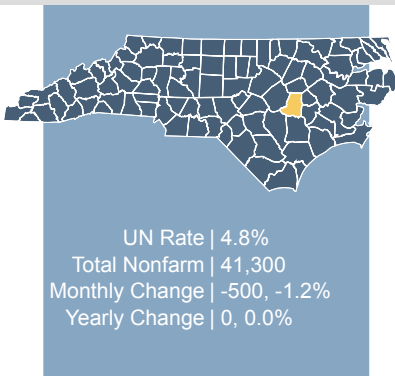 UN Rate | 4.8%
Total Nonfarm | 41,300
Monthly Change | -500, -1.2%
Yearly Change | 0, 0.0%